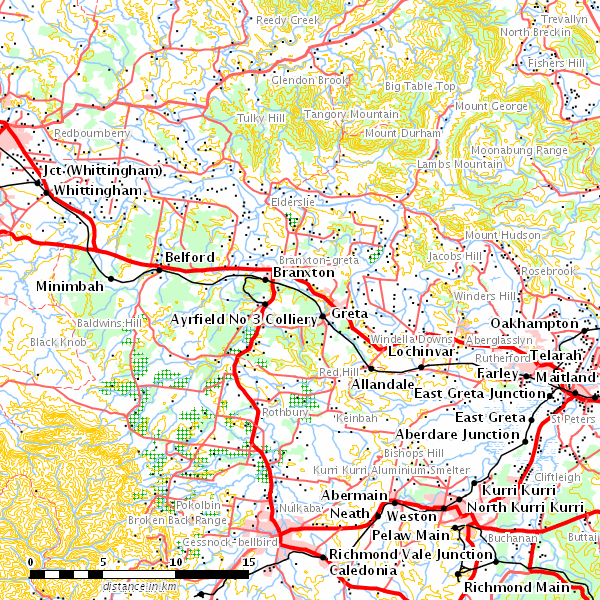 Reedy Creek
Trevallyn
North Breckin
Fishers Hill
Glendon Brook
Big Table Top
Mount George
Tangory Mountain
Tulky Hill
Redbournberry
Mount Durham
Moonabung Range
Lambs Mountain
Jct (Whittingham)
Whittingham
Elderslie
Mount Hudson
Belford
Jacobs Hill
Branxton-greta
Branxton
Rosebrook
Minimbah
Winders Hill
Greta
Ayrfield No 3 Colliery
Baldwins Hill
Oakhampton
Black Knob
Windella Downs
Aberglasslyn
Lochinvar
Rutherford
Telarah
Red Hill
Farley
Maitland
Allandale
East Greta Junction
Rothbury
Keinbah
East Greta
St Peters
Aberdare Junction
Bishops Hill
Kurri Kurri Aluminium Smelter
Cliftleigh
Kurri Kurri
Abermain
Pokolbin
Nulkaba
North Kurri Kurri
Neath
Weston
Broken Back Range
Pelaw Main
Buchanan
Buttai
Cessnock-bellbird
Richmond Vale Junction
0 5 10 15
Caledonia
distance in km
Richmond Main